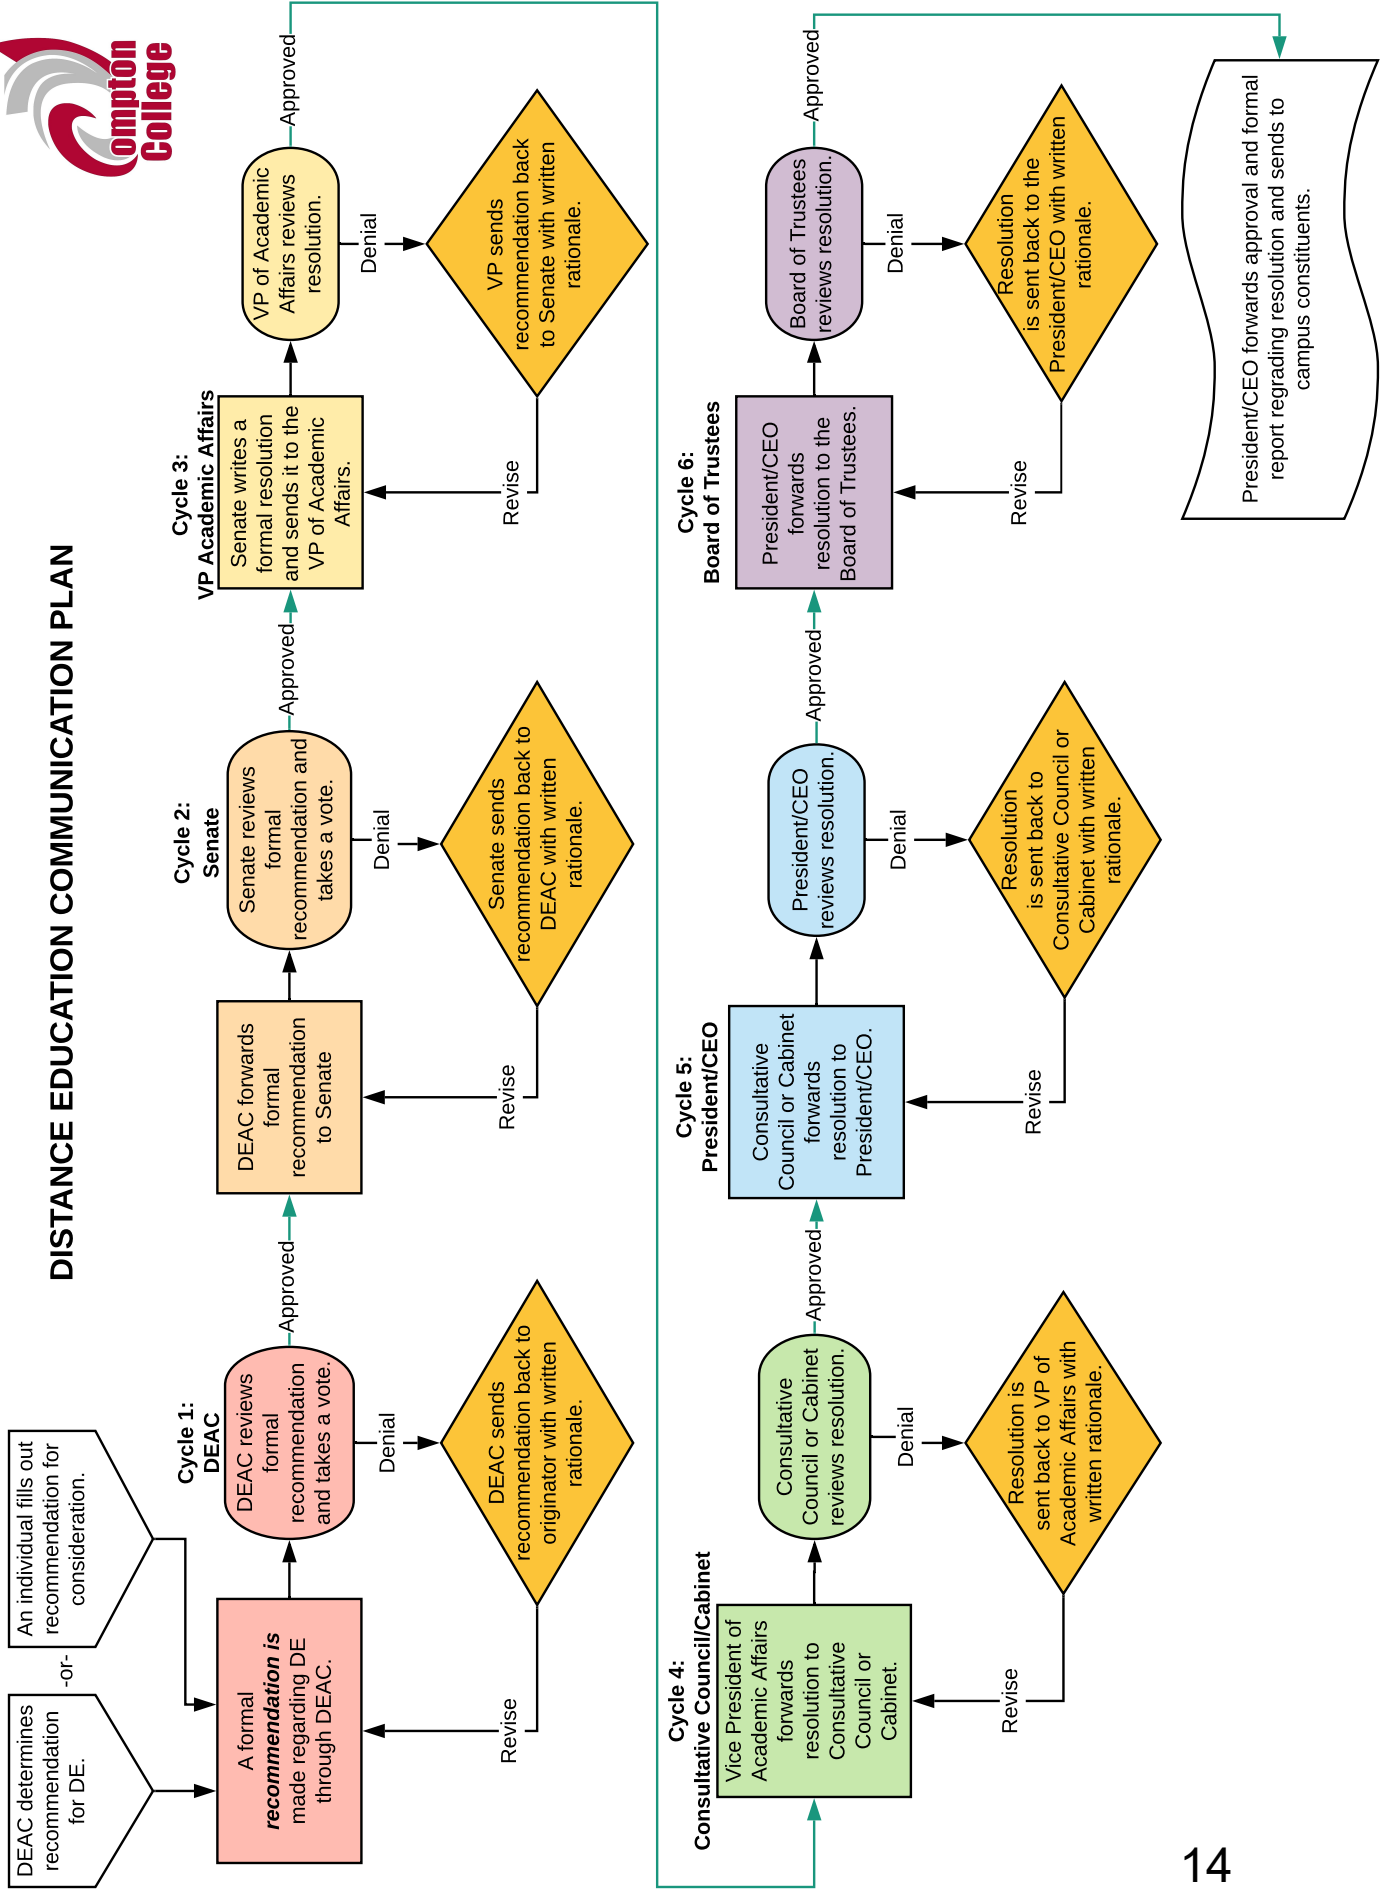 ompton
College
DISTANCE EDUCATION COMMUNICATION PLAN
DEAC determines
recommendation
for DE.
-or-
An individual fills out
recommendation for
consideration.
Cycle 1:
DEAC
A formal
recommendation is
made regarding DE
through DEAC.
DEAC reviews
formal
recommendation
and takes a vote.
Approved
Denial
DEAC sends
recommendation back to
originator with written
rationale.
Revise
Cycle 2:
Senate
DEAC forwards
formal
recommendation
to Senate
Senate reviews
formal
recommendation and
takes a vote.
Approved
Denial
Senate sends
recommendation back to
DEAC with written
rationale.
Revise
Cycle 3:
VP Academic Affairs
Senate writes a
formal resolution
and sends it to the
VP of Academic
Affairs.
VP of Academic
Affairs reviews
resolution.
Approved
Denial
VP sends
recommendation back
to Senate with written
rationale.
Revise
Cycle 4:
Consultative Council/Cabinet
Vice President of
Academic Affairs
forwards
resolution to
Consultative
Council or
Cabinet.
Consultative
Council or Cabinet
reviews resolution.
Approved
Denial
Resolution is
sent back to VP of
Academic Affairs with
written rationale.
Revise
Cycle 5:
President/CEO
Consultative
Council or Cabinet
forwards
resolution to
President/CEO.
President/CEO
reviews resolution.
Approved
Denial
Resolution
is sent back to
Consultative Council or
Cabinet with written
rationale.
Revise
Cycle 6:
Board of Trustees
President/CEO
forwards
resolution to the
Board of Trustees.
Board of Trustees
reviews resolution.
Approved
Denial
Resolution
is sent back to the
President/CEO with written
rationale.
Revise
President/CEO forwards approval and formal
report regrading resolution and sends to
campus constituents.
14